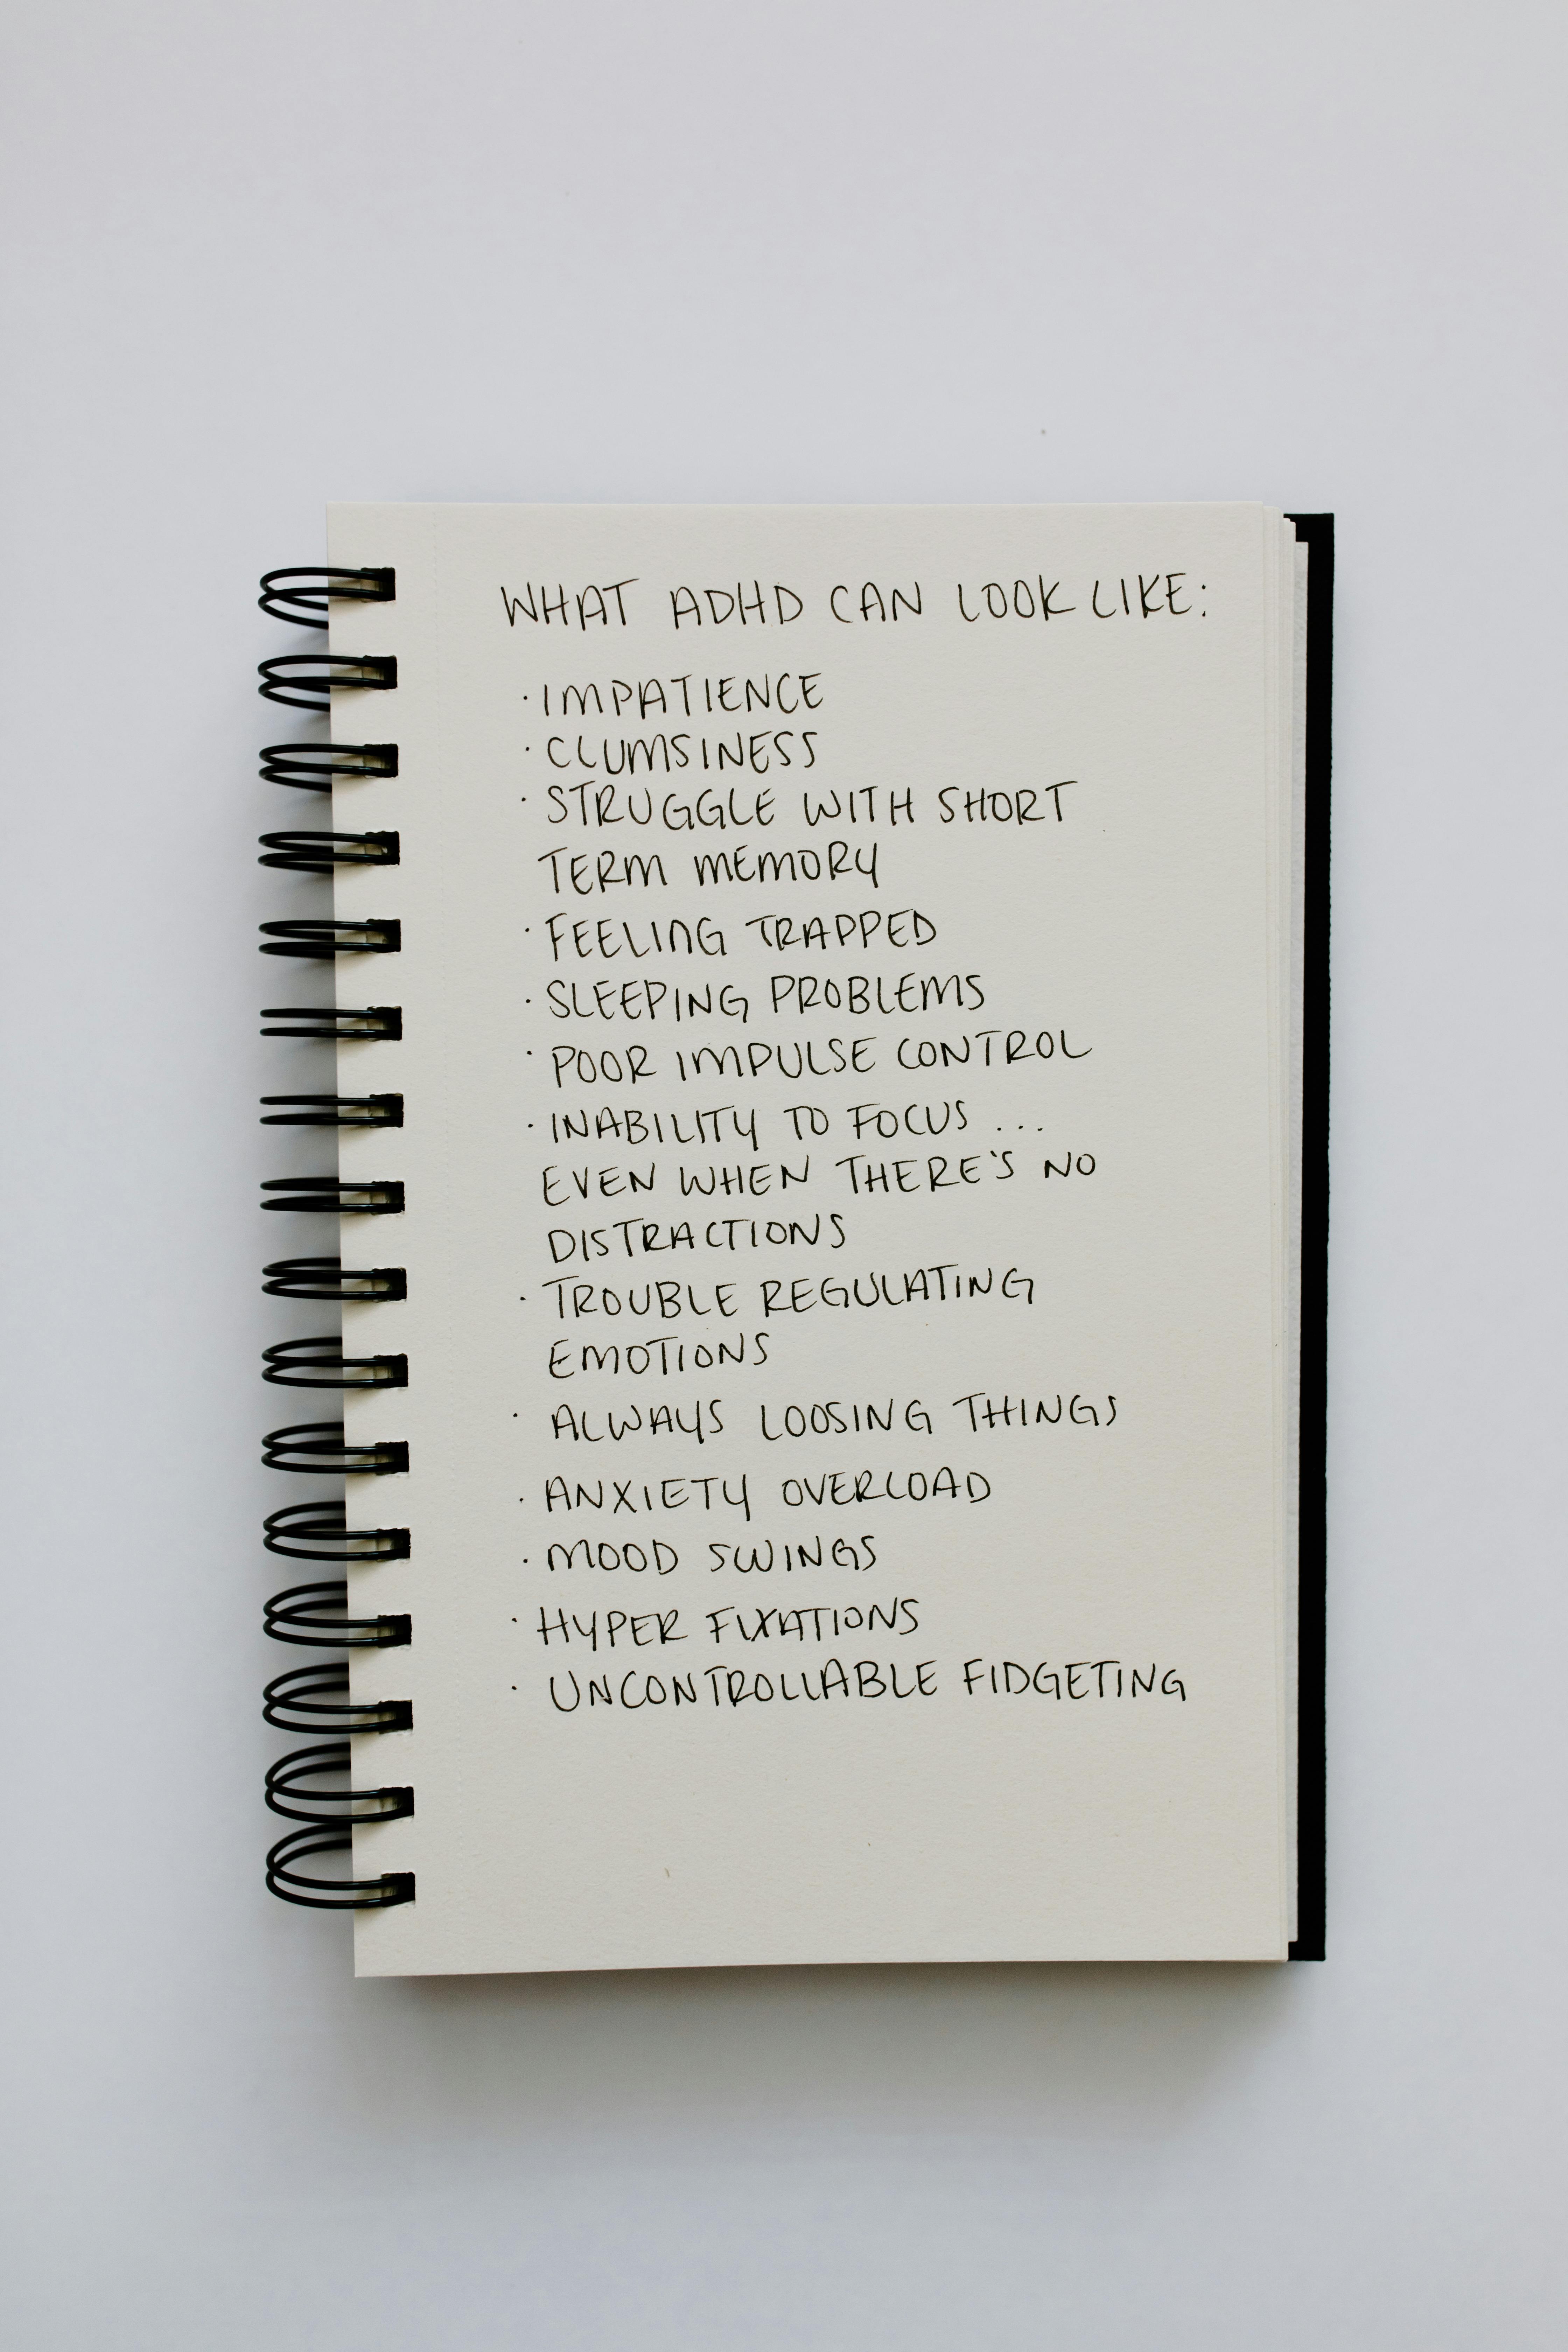 WHAT ADHD CAN LOOK LIKE:
· IMPATIENCE
· CLUMSINESS
· STRUGGLE WITH SHORT
TERM MEMORY
· FEELING TRAPPED
· SLEEPING PROBLEMS
· POOR IMPULSE CONTROL
· INABILITY TO FOCUS ...
EVEN WHEN THERE'S NO
DISTRACTIONS
· TROUBLE REGULATING
EMOTIONS
· ALWAYS LOOSING THINGS
· ANXIETY OVERLOAD
· MOOD SWINGS
· HYPER FIXATIONS
· UNCONTROLLABLE FIDGETING